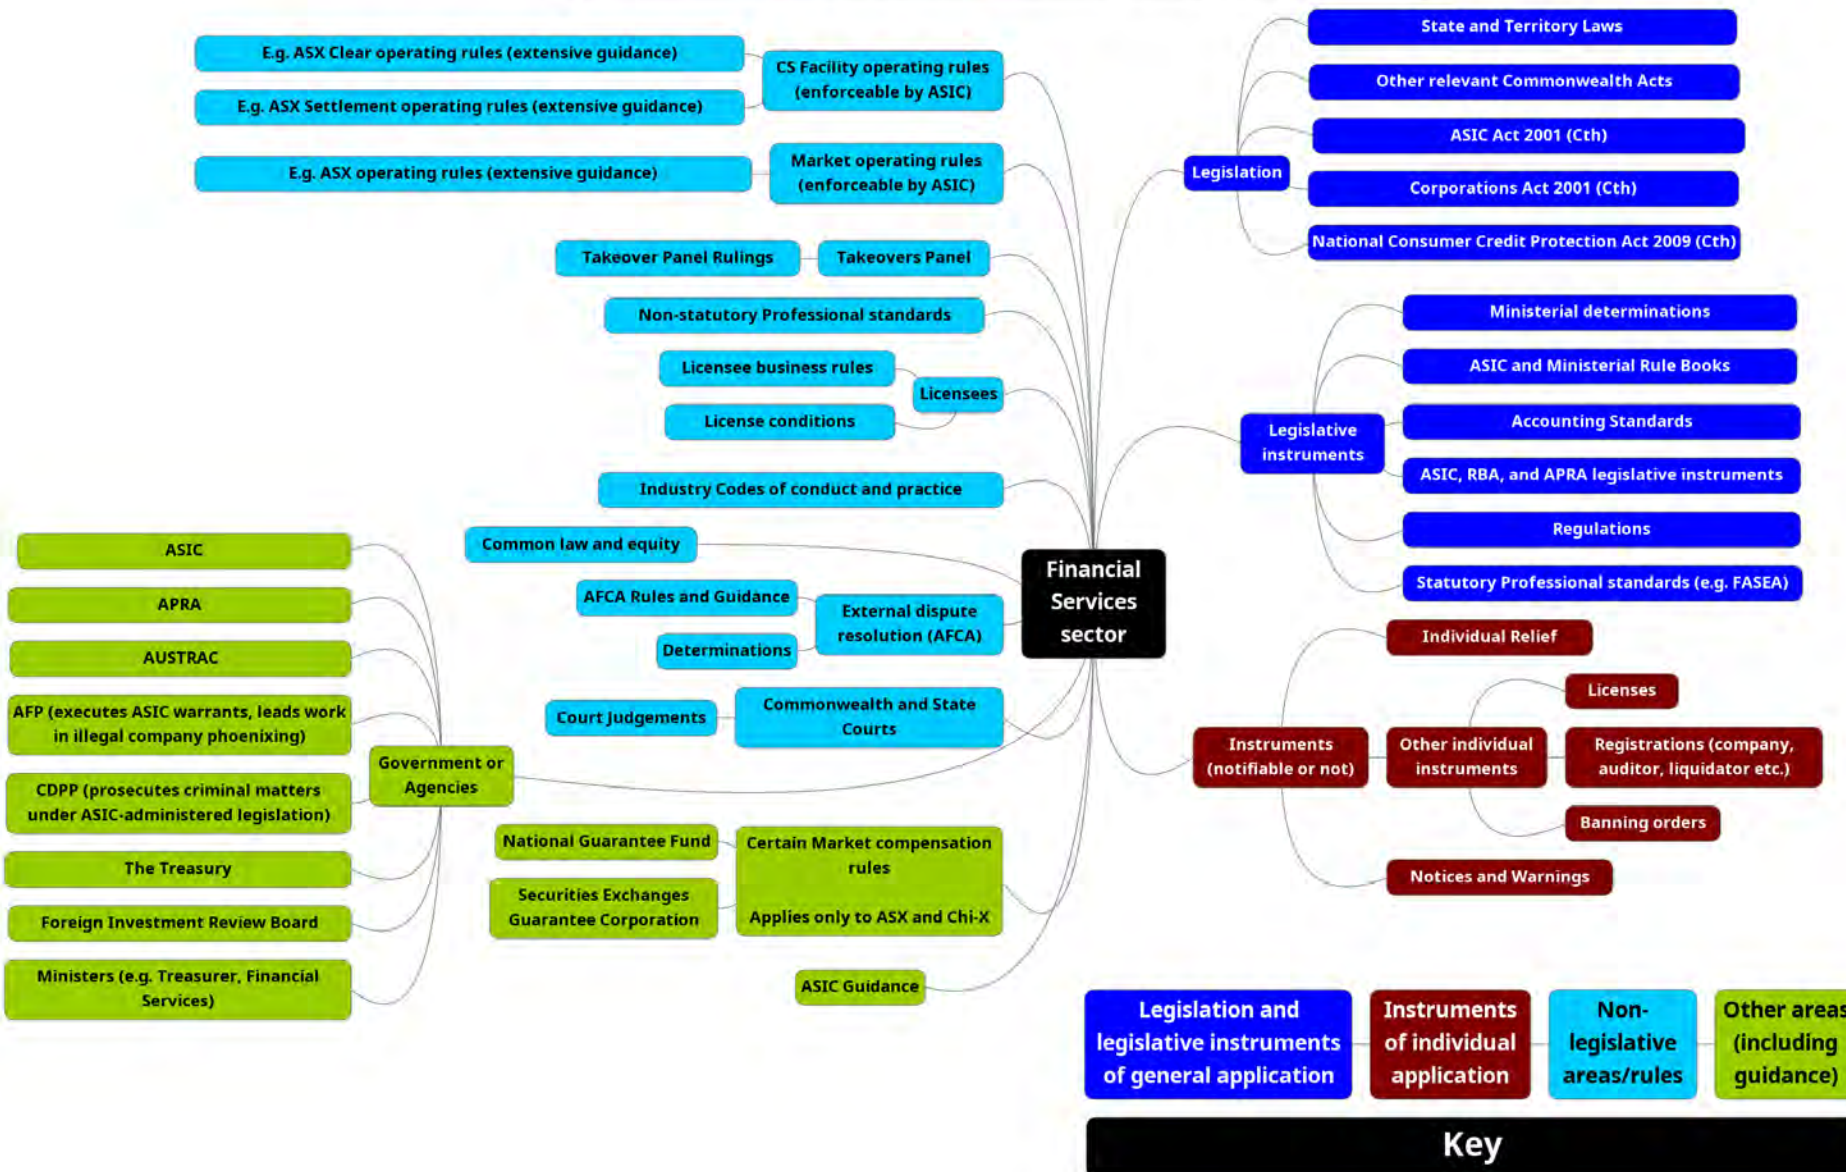 E.g. ASX Clear operating rules (extensive guidance)
E.g. ASX Settlement operating rules (extensive guidance)
CS Facility operating rules
(enforceable by ASIC)
E.g. ASX operating rules (extensive guidance)
Market operating rules
(enforceable by ASIC)
Takeover Panel Rulings
Takeovers Panel
Non-statutory Professional standards
Licensee business rules
License conditions
Licensees
Industry Codes of conduct and practice
Common law and equity
AFCA Rules and Guidance
Determinations
External dispute
resolution (AFCA)
Court Judgements
Commonwealth and State
Courts
ASIC
APRA
AUSTRAC
AFP (executes ASIC warrants, leads work
in illegal company phoenixing)
CDPP (prosecutes criminal matters
under ASIC-administered legislation)
The Treasury
Foreign Investment Review Board
Ministers (e.g. Treasurer, Financial
Services)
Government or
Agencies
National Guarantee Fund
Securities Exchanges
Guarantee Corporation
Certain Market compensation
rules
Applies only to ASX and Chi-X
ASIC Guidance
Financial
Services
sector
Legislation
State and Territory Laws
Other relevant Commonwealth Acts
ASIC Act 2001 (Cth)
Corporations Act 2001 (Cth)
National Consumer Credit Protection Act 2009 (Cth)
Legislative
instruments
Ministerial determinations
ASIC and Ministerial Rule Books
Accounting Standards
ASIC, RBA, and APRA legislative instruments
Regulations
Statutory Professional standards (e.g. FASEA)
Instruments
(notifiable or not)
Individual Relief
Other individual
instruments
Licenses
Registrations (company,
auditor, liquidator etc.)
Banning orders
Notices and Warnings
Legislation and
legislative instruments
of general application
Instruments
of individual
application
Non-
legislative
areas/rules
Other areas
(including
guidance)
Key